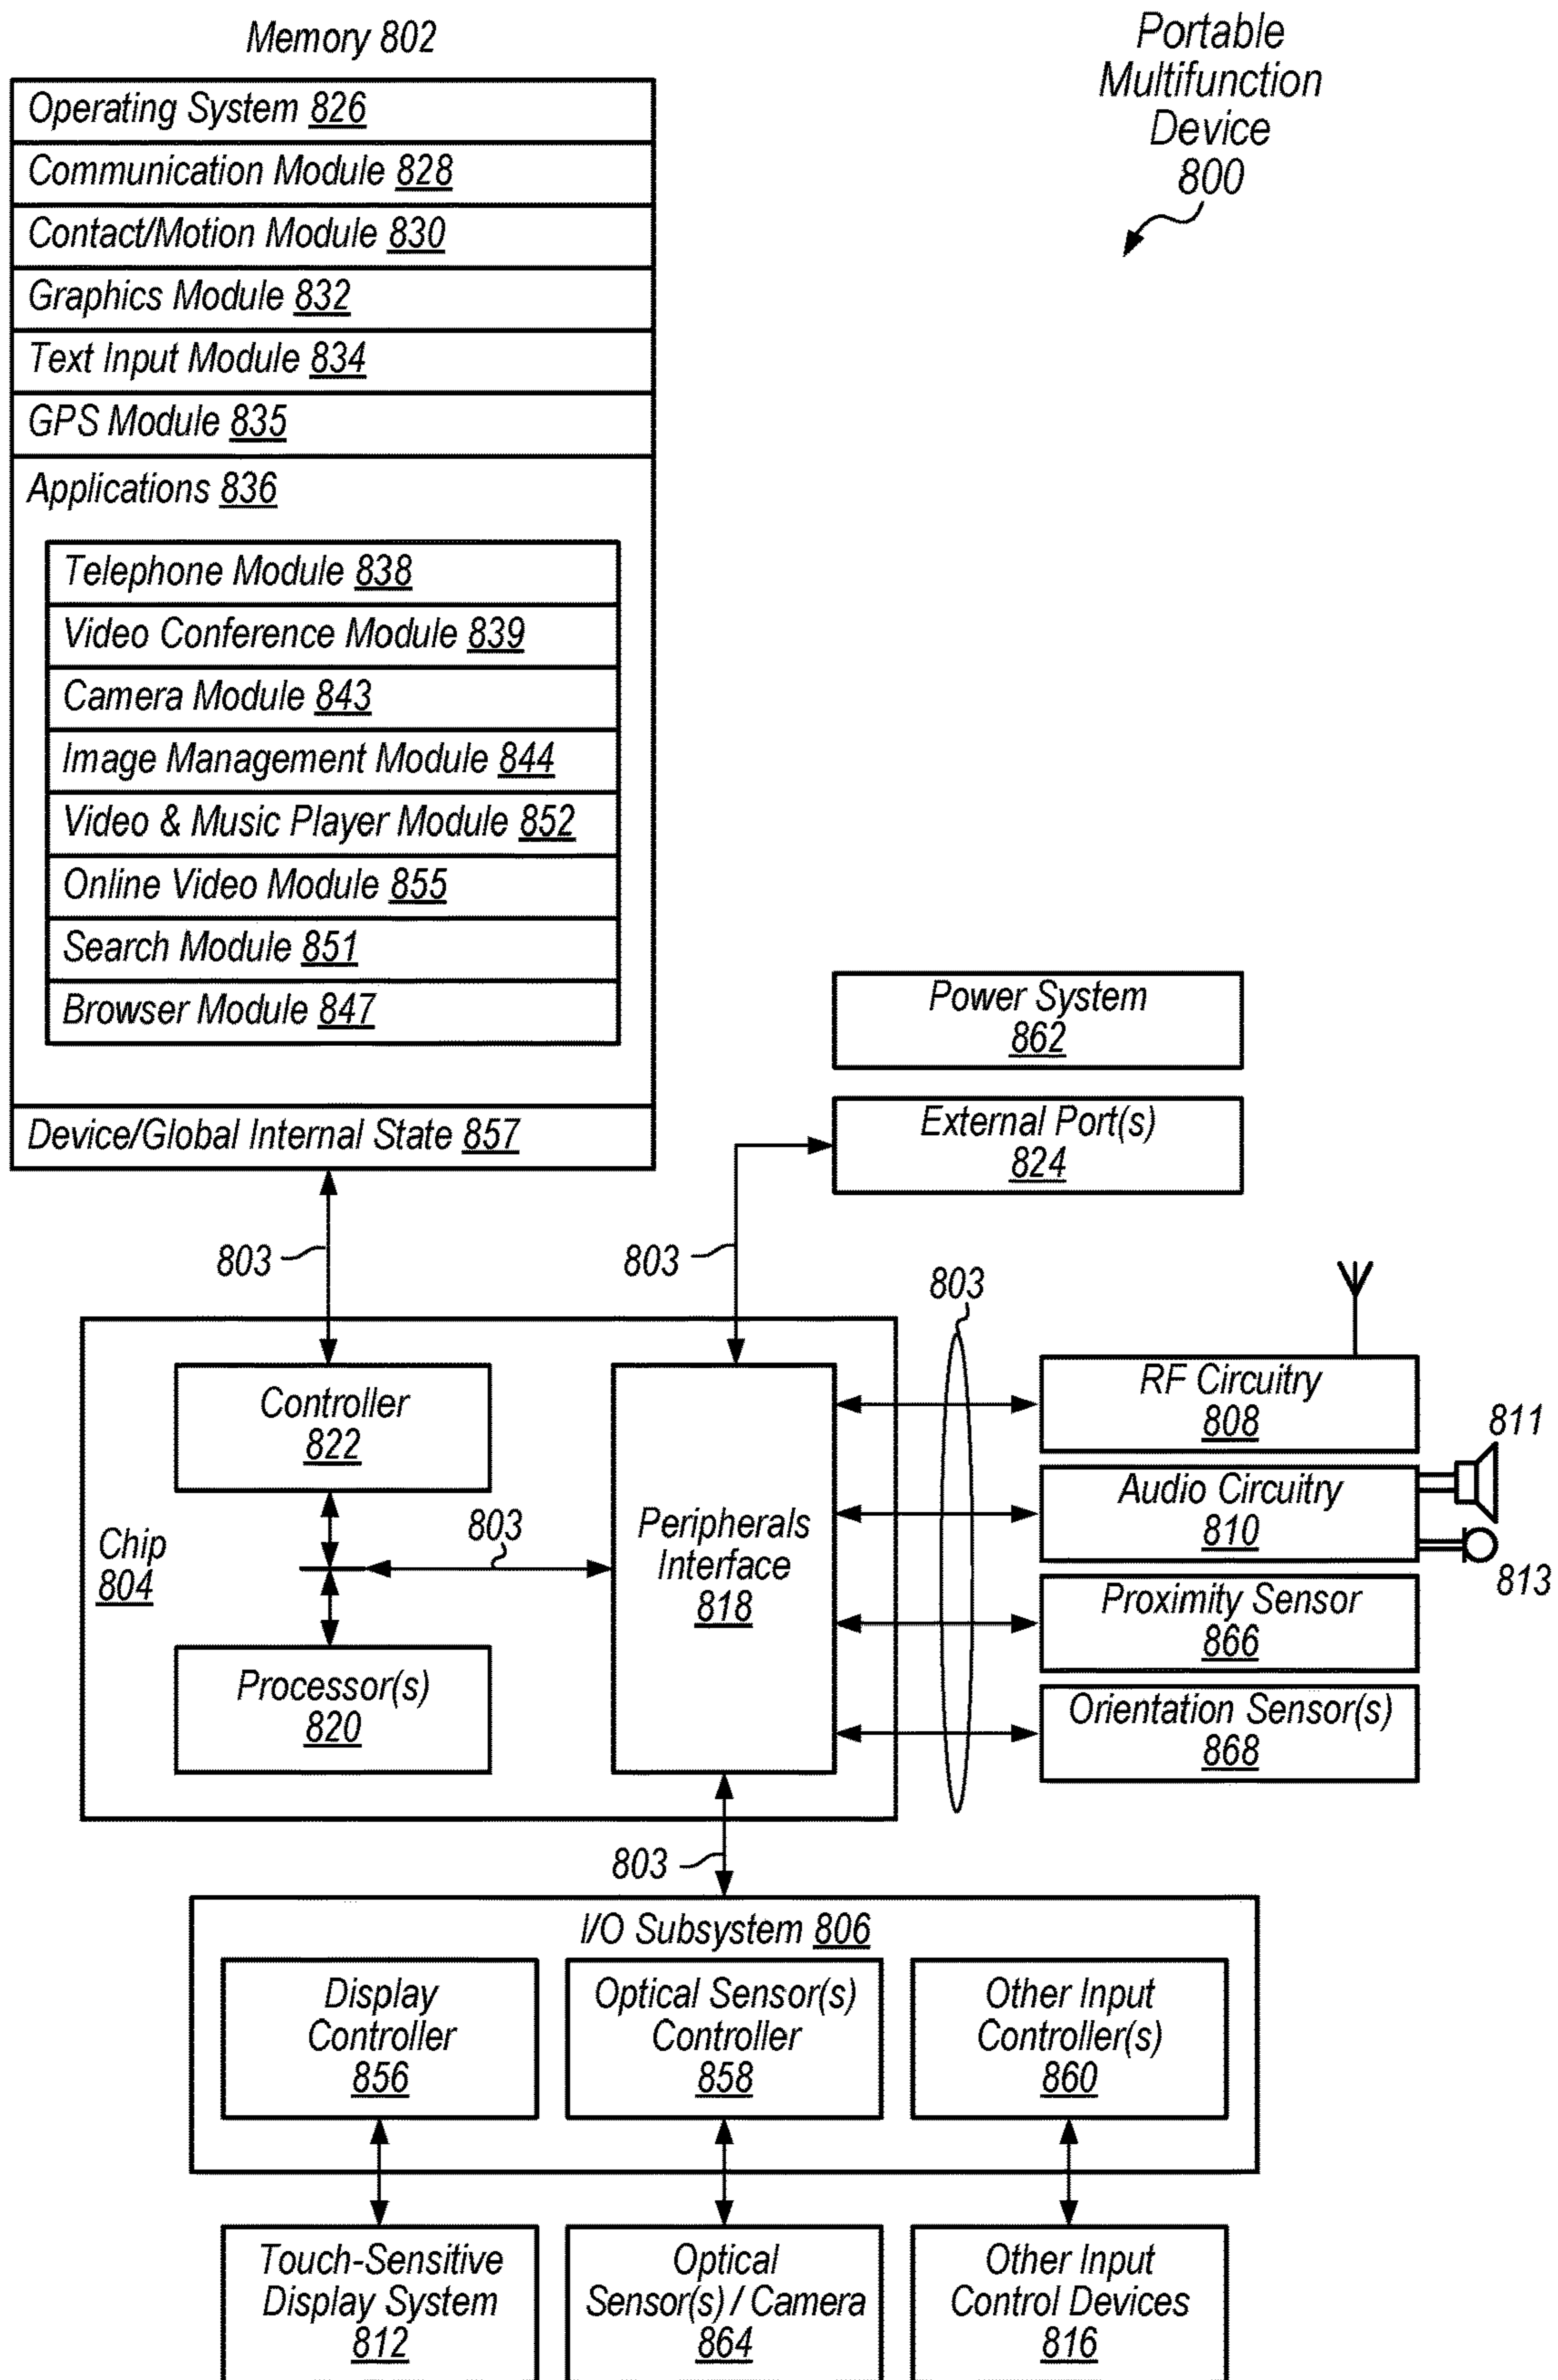 Memory 802
Portable
Multifunction
Device
800
Operating System 826
Communication Module 828
Contact/Motion Module 830
Graphics Module 832
Text Input Module 834
GPS Module 835
Applications 836
Telephone Module 838
Video Conference Module 839
Camera Module 843
Image Management Module 844
Video & Music Player Module 852
Online Video Module 855
Search Module 851
Browser Module 847
Device/Global Internal State 857
Power System
862
External Port(s)
824
803
803
803
Chip
804
Controller
822
803
Processor(s)
820
Peripherals
Interface
818
RF Circuitry
808
Audio Circuitry
810
811
813
Proximity Sensor
866
Orientation Sensor(s)
868
803
I/O Subsystem 806
Display
Controller
856
Optical Sensor(s)
Controller
858
Other Input
Controller(s)
860
Touch-Sensitive
Display System
812
Optical
Sensor(s) / Camera
864
Other Input
Control Devices
816